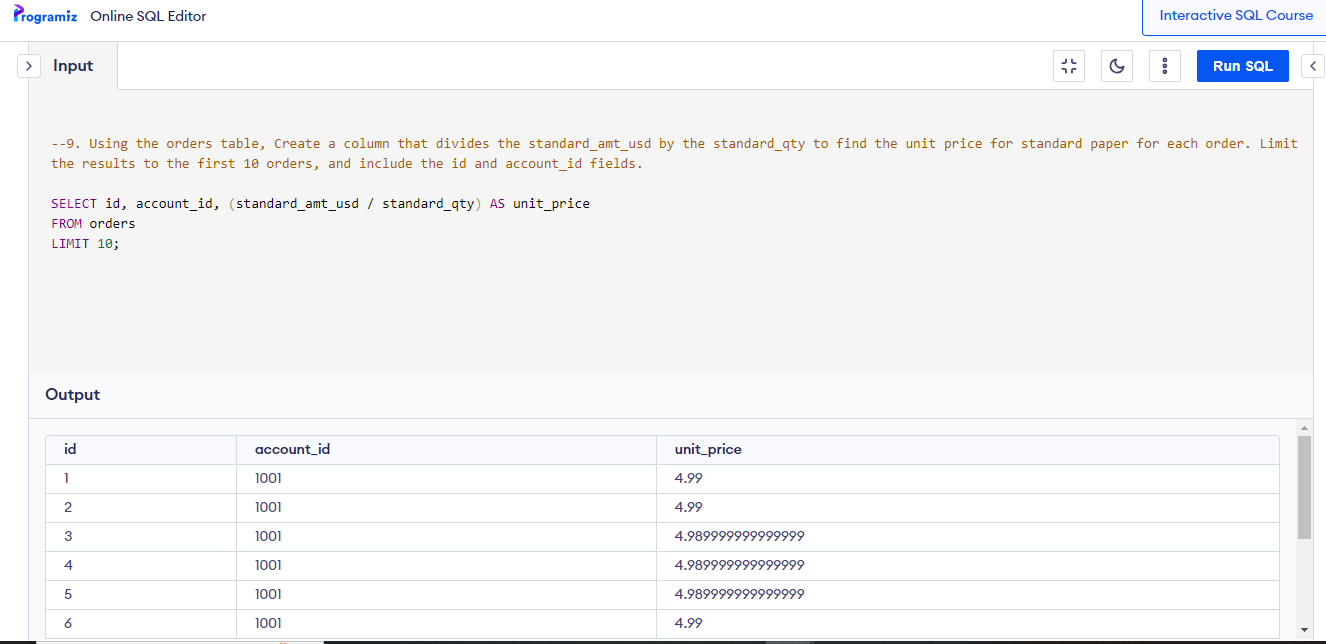 Programiz Online SQL Editor
Interactive SQL Course
Input
Run SQL
--9. Using the orders table, Create a column that divides the standard_amt_usd by the standard_qty to find the unit price for standard paper for each order. Limit
the results to the first 10 orders, and include the id and account_id fields.
SELECT id, account_id, (standard_amt_usd / standard_qty) AS unit_price
FROM orders
LIMIT 10;
Output
id account_id unit_price
1 1001 4.99
2 1001 4.99
3 1001 4.989999999999999
4 1001 4.989999999999999
5 1001 4.989999999999999
6 1001 4.99